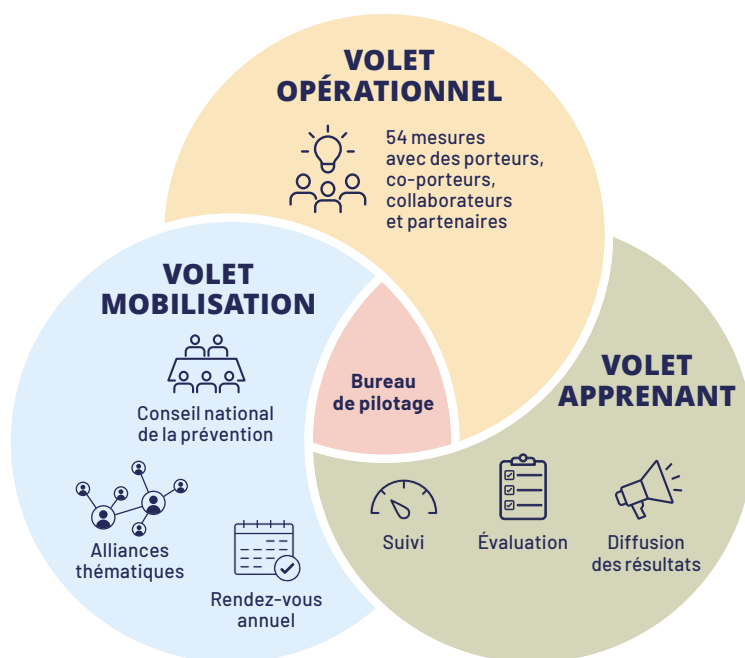 VOLET
OPÉRATIONNEL
54 mesures
avec des porteurs,
co-porteurs,
collaborateurs
et partenaires
VOLET
MOBILISATION
Conseil national
de la prévention
Alliances
thématiques
Rendez-vous
annuel
Bureau
de pilotage
VOLET
APPRENANT
Suivi
Évaluation
Diffusion
des résultats